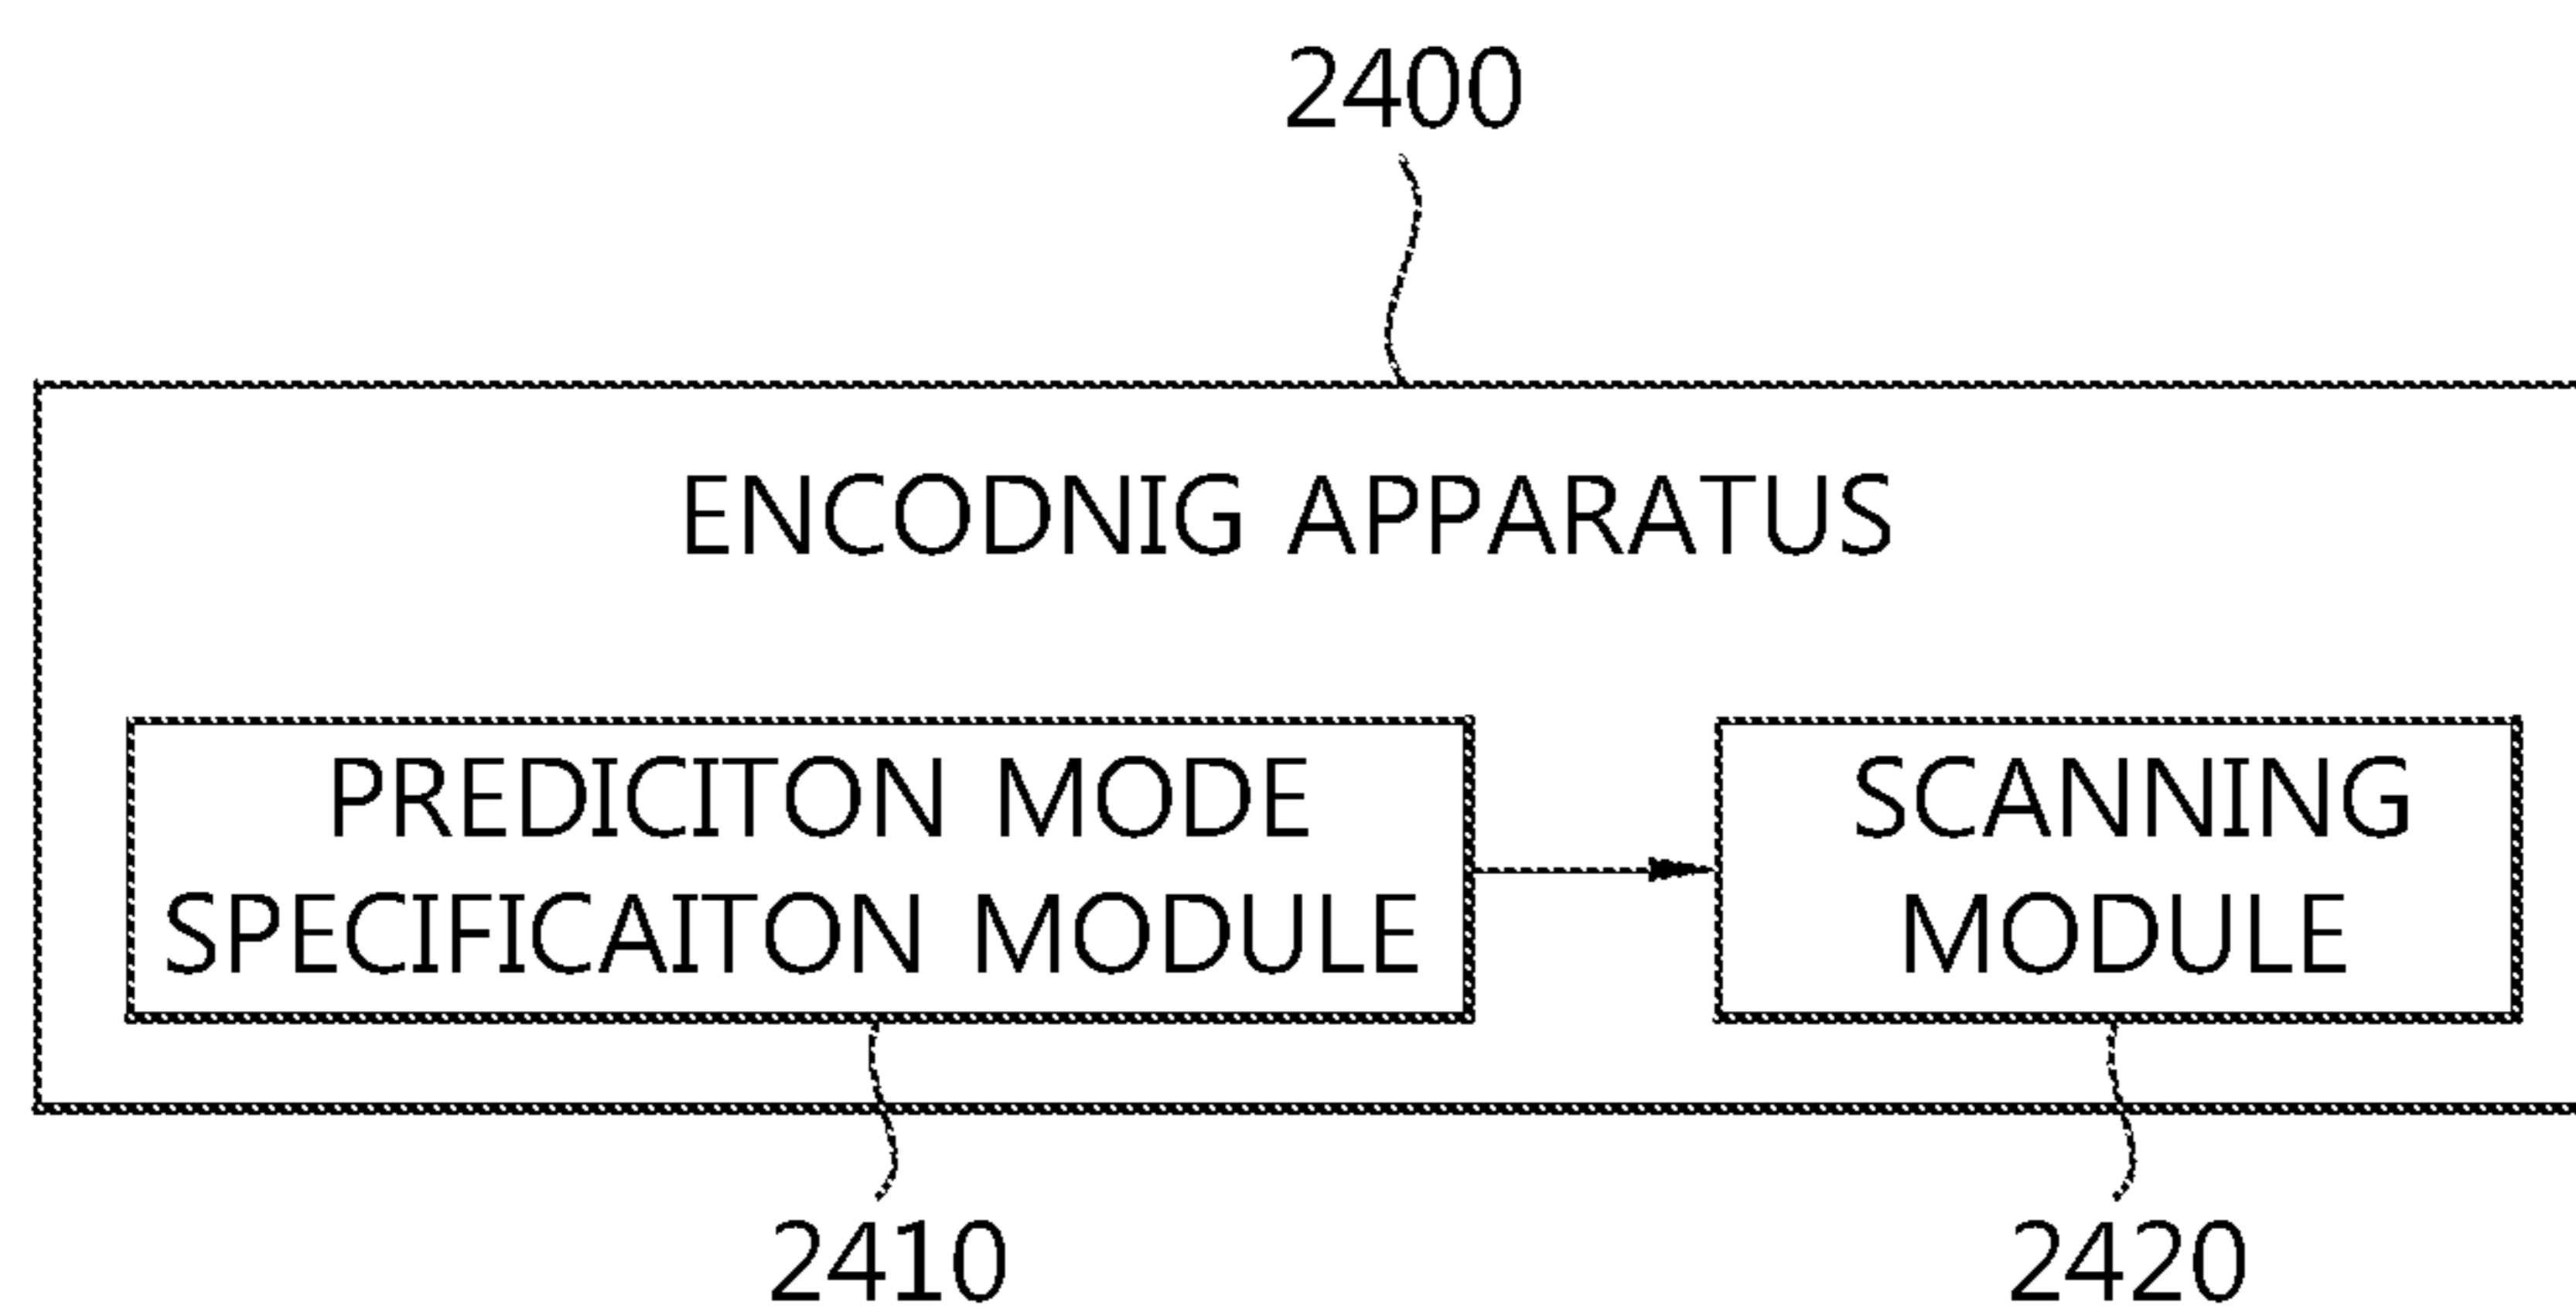 2400
ENCODNIG APPARATUS
PREDICITON MODE
SPECIFICAITON MODULE
SCANNING
MODULE
2410
2420